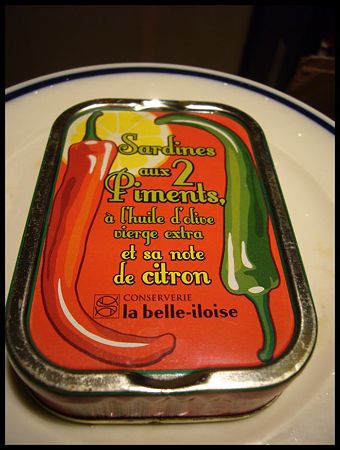 Sardines
aux 2
Piments,
à l'huile d'olive
vierge extra
et sa note
de citron
CONSERVERIE
la belle-iloise